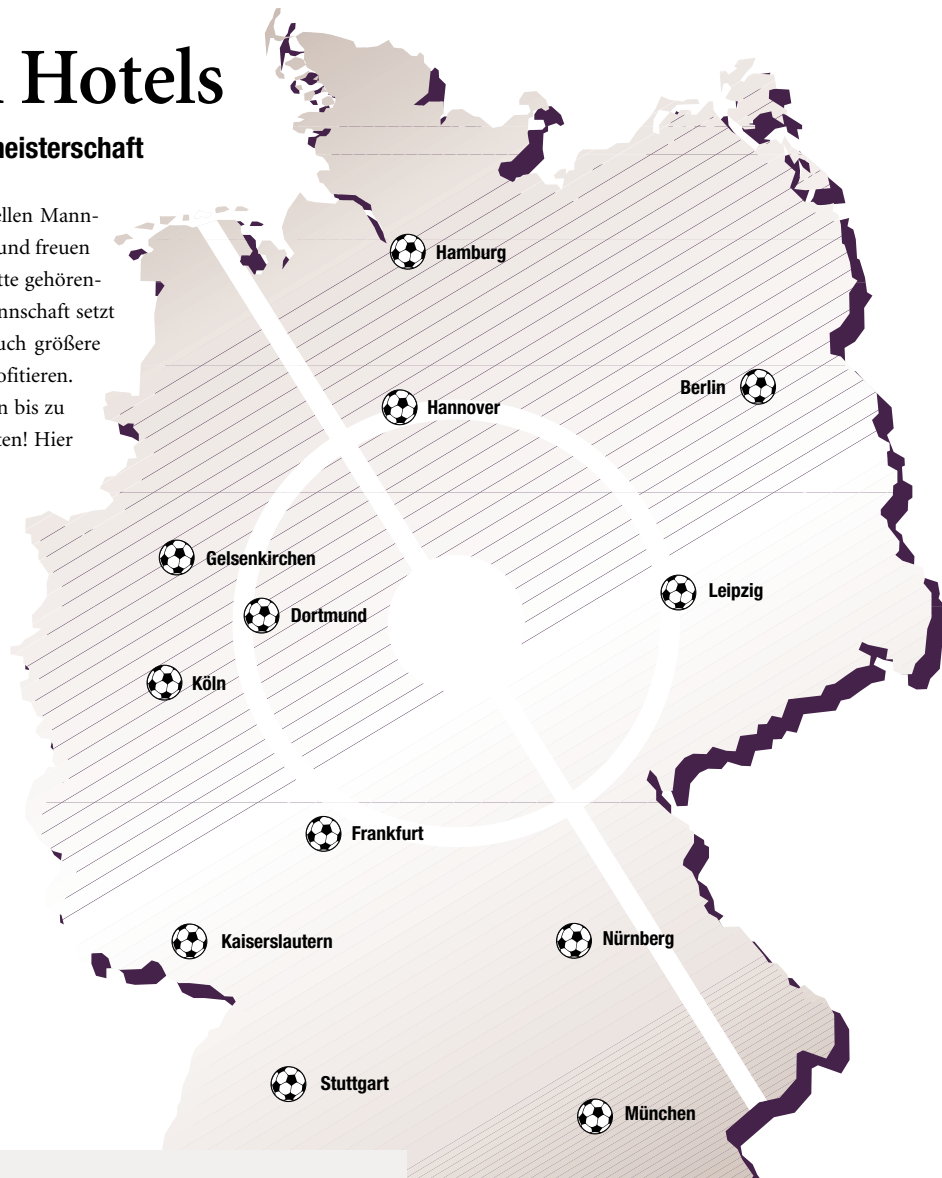 Hotels
meisterschaft
ellen Mann-
und freuen
tte gehören-
nnschaft setzt
uch größere
ofitieren.
n bis zu
ten! Hier
Hamburg
Berlin
Hannover
Gelsenkirchen
Leipzig
Dortmund
Köln
Frankfurt
Kaiserslautern
Nürnberg
Stuttgart
München